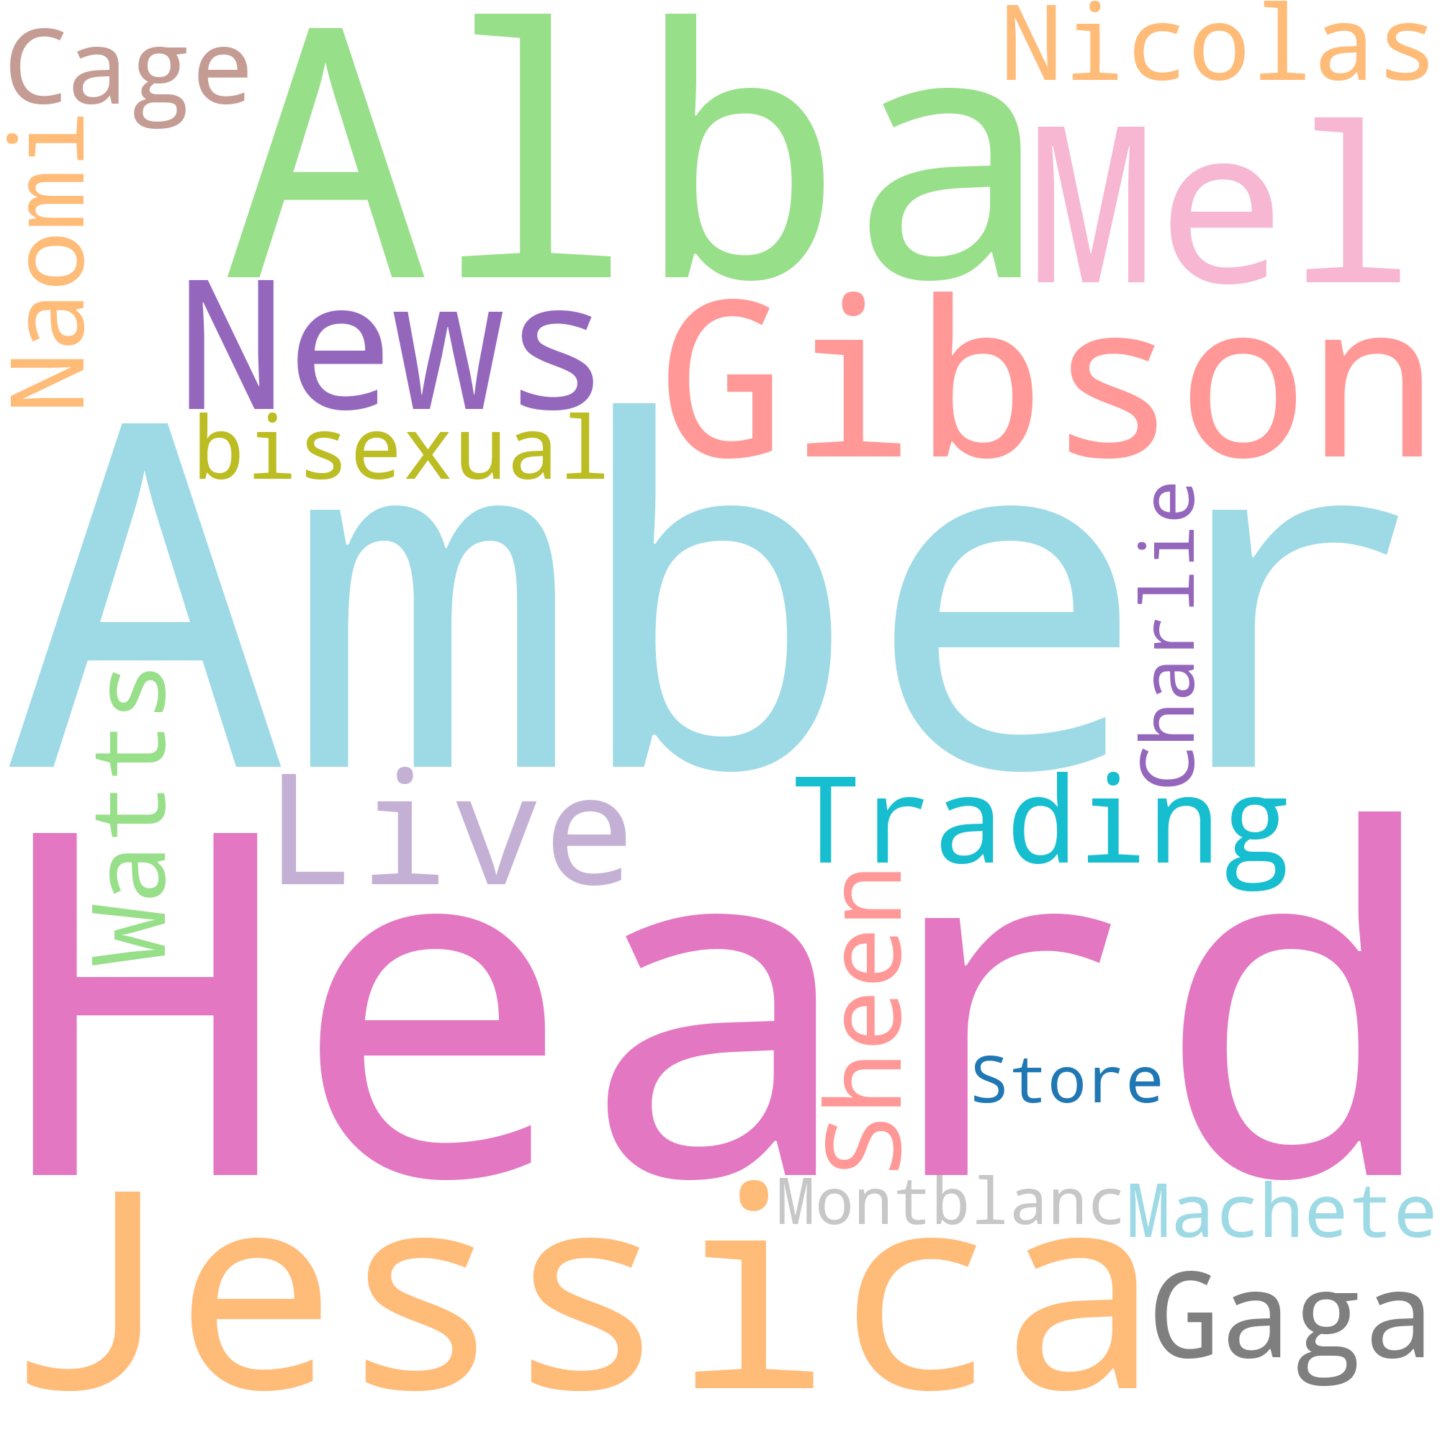 Cage
Alba
Nicolas
Naomi
Mel
News
Gibson
bisexual
Amber
Charlie
Watts
Live
Trading
Heard
Sheen
Store
Jessica
Montblanc
Machete
Gaga